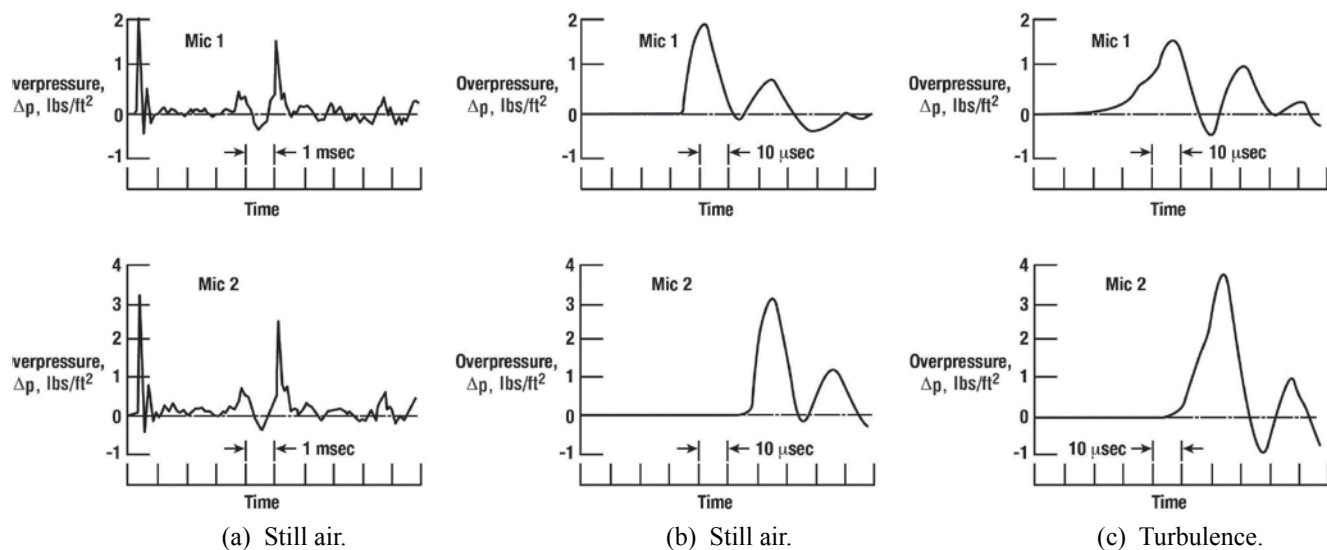 2
Mic 1
1
verpressure,
Δp, lbs/ft²
0
-1
1 msec
Time
2
Mic 1
1
Overpressure,
Δp, lbs/ft²
0
-1
10 μsec
Time
2
Mic 1
1
Overpressure,
Δp, lbs/ft²
0
-1
10 μsec
Time
4
Mic 2
3
2
verpressure,
Δp, lbs/ft²
1
0
-1
1 msec
Time
(a) Still air.
4
Mic 2
3
2
Overpressure,
Δp, lbs/ft²
1
0
-1
10 μsec
Time
(b) Still air.
4
Mic 2
3
2
Overpressure,
Δp, lbs/ft²
1
0
-1
10 μsec
Time
(c) Turbulence.